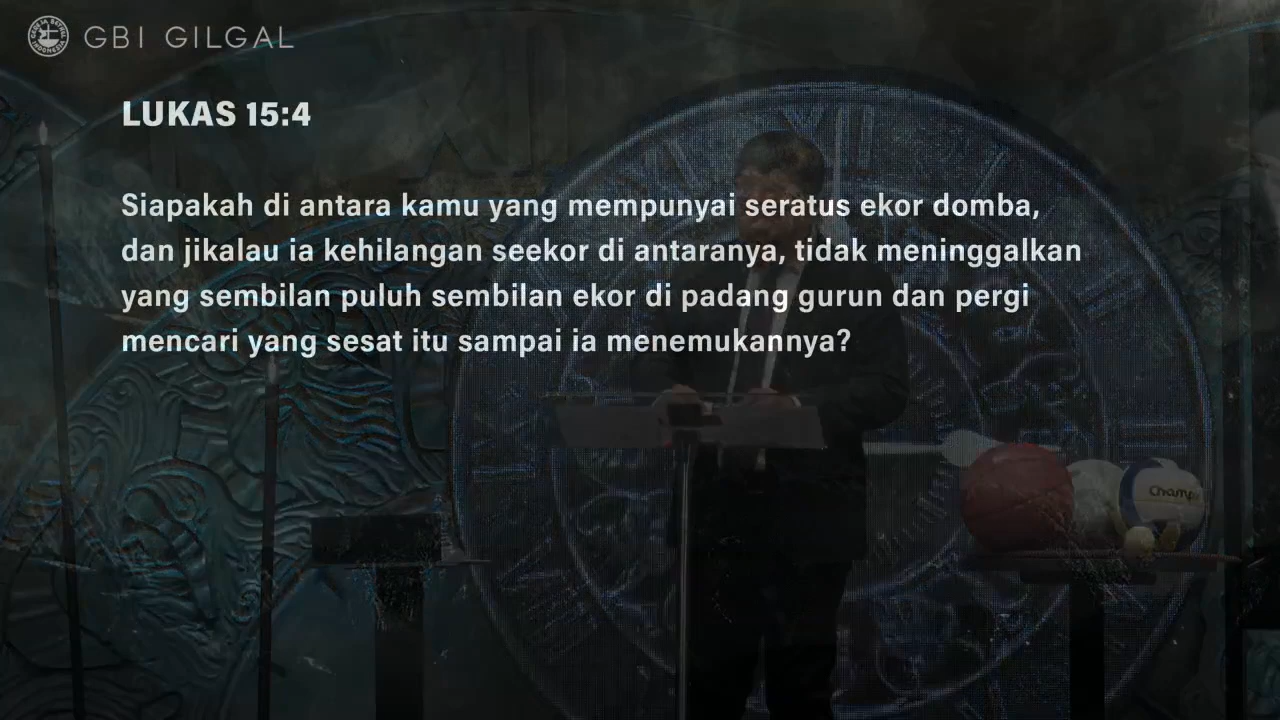 GBI GILGAL
LUKAS 15:4
Siapakah di antara kamu yang mempunyai seratus ekor domba,
dan jikalau ia kehilangan seekor di antaranya, tidak meninggalkan
yang sembilan puluh sembilan ekor di padang gurun dan pergi
mencari yang sesat itu sampai ia menemukannya?